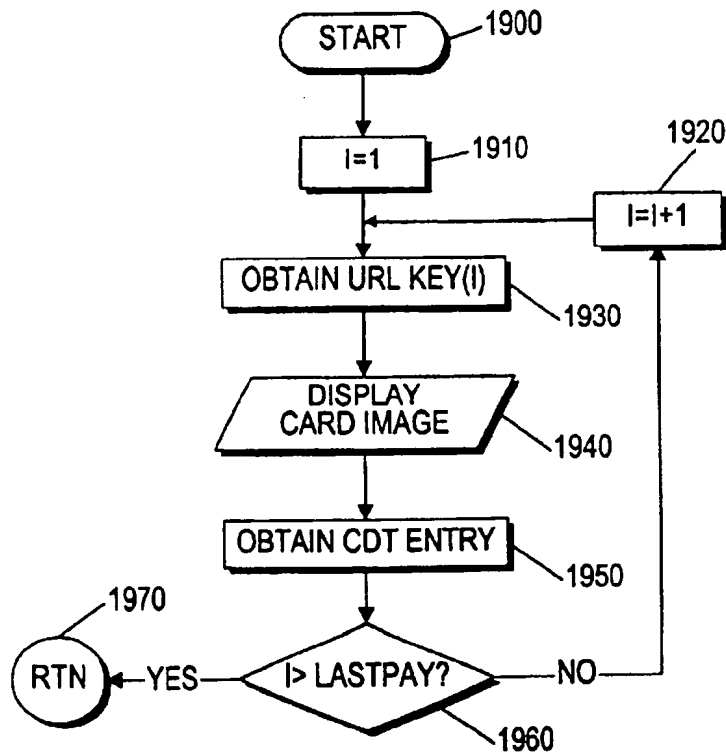 START
1900
I=1
1910
1920
I=I+1
OBTAIN URL KEY(I)
1930
DISPLAY
CARD IMAGE
1940
OBTAIN CDT ENTRY
1950
1970
RTN
YES
I> LASTPAY?
NO
1960